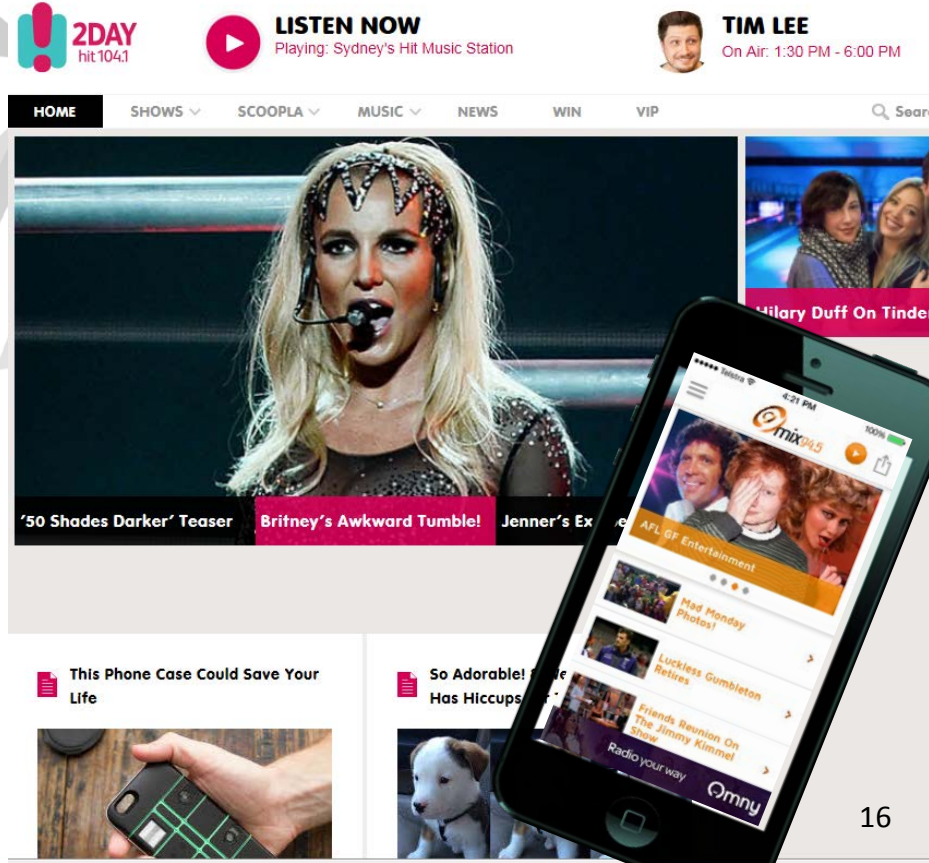 2DAY
hit 104.1
LISTEN NOW
Playing: Sydney's Hit Music Station
TIM LEE
On Air: 1:30 PM - 6:00 PM
HOME SHOWS SCOOPLA MUSIC NEWS WIN VIP
Hilary Duff On Tinder
'50 Shades Darker' Teaser Britney's Awkward Tumble! Jenner's Ex
This Phone Case Could Save Your
Life
So Adorable!
Has Hiccups
Telstra 4:21 PM 100%
mix94.5
AFL GF Entertainment
Mad Monday
Photos!
Luckless Gumbleton
Retires
Friends Reunion On
The Jimmy Kimmel
Show
Radio your way Omny
16